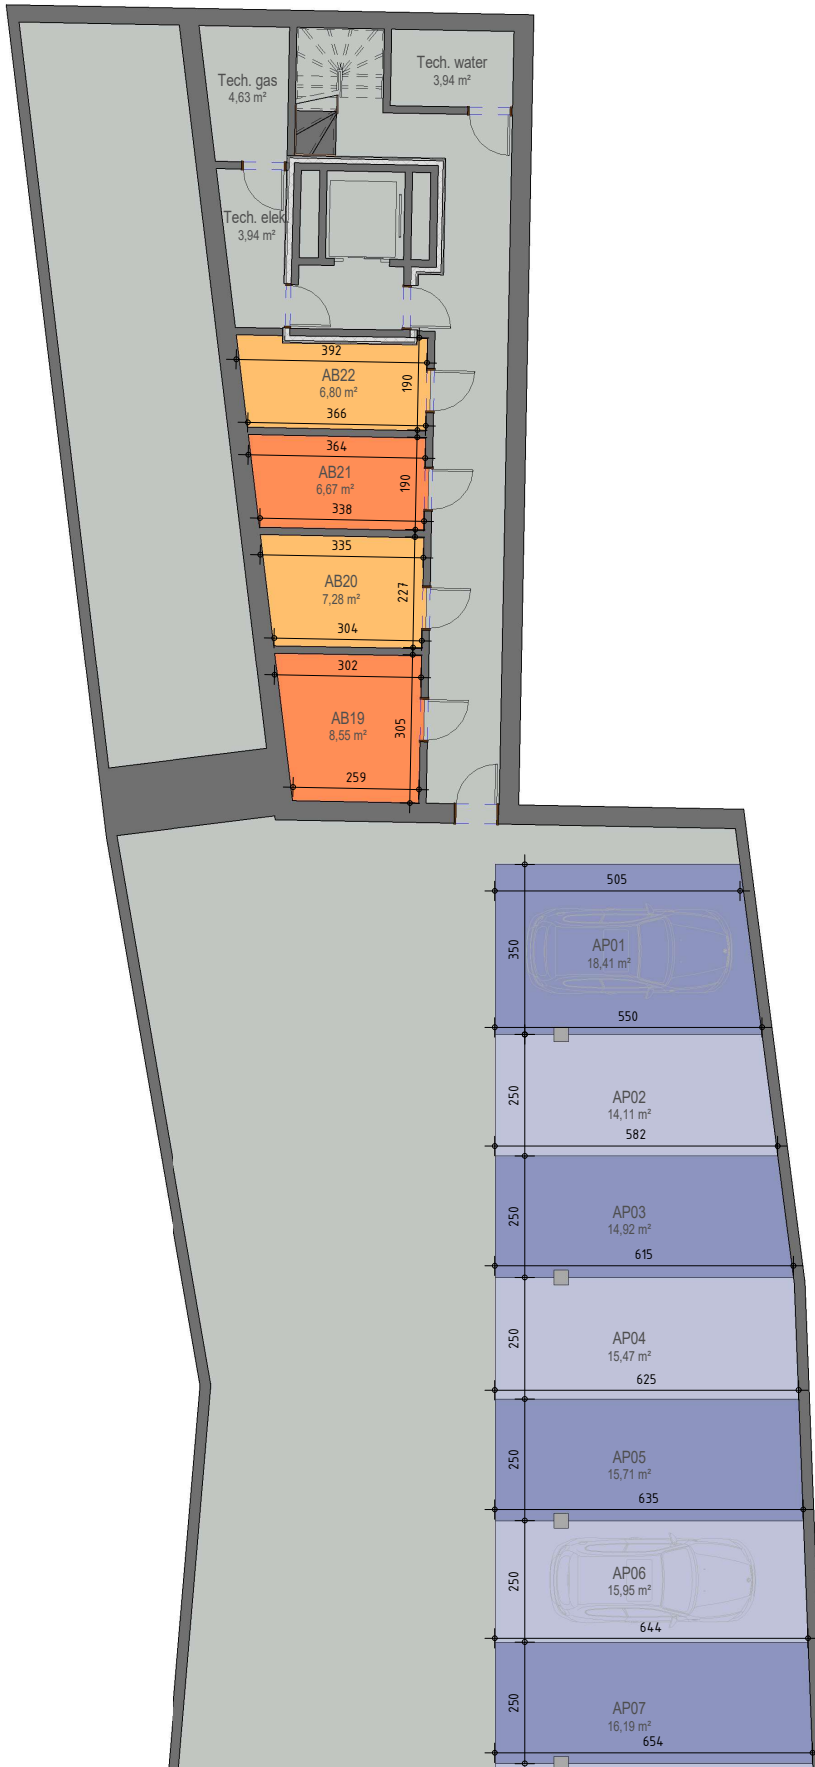 Tech. gas
4,63 m²
Tech. water
3,94 m²
Tech. elek.
3,94 m²
392
AB22
6,80 m²
190
366
364
AB21
6,67 m²
190
338
335
AB20
7,28 m²
227
304
302
AB19
8,55 m²
305
259
505
AP01
18,41 m²
350
550
AP02
14,11 m²
250
582
AP03
14,92 m²
250
615
AP04
15,47 m²
250
625
AP05
15,71 m²
250
635
AP06
15,95 m²
250
644
AP07
16,19 m²
250
654